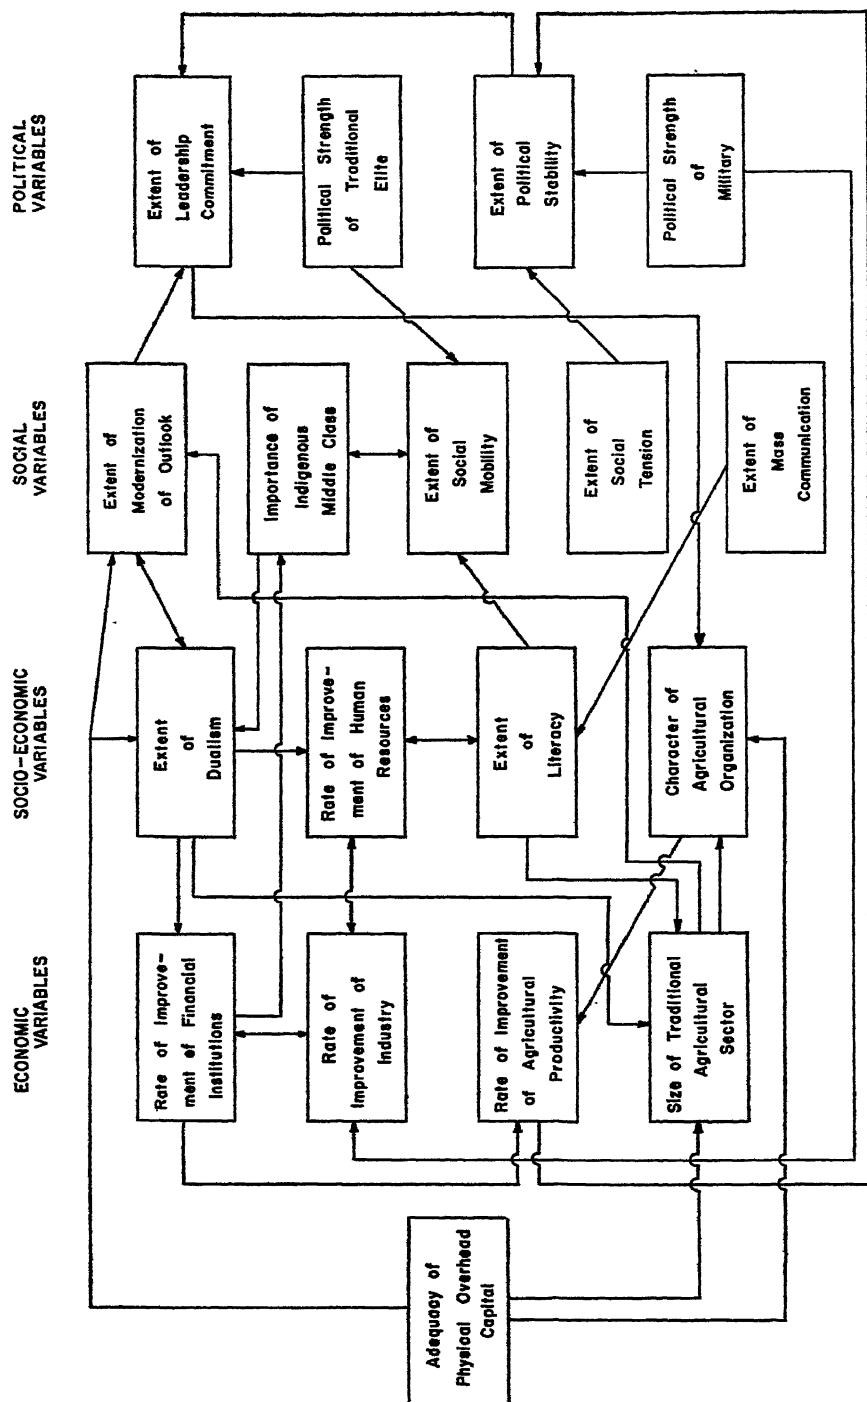 ECONOMIC
VARIABLES
SOCIO-ECONOMIC
VARIABLES
SOCIAL
VARIABLES
POLITICAL
VARIABLES
Adequacy of
Physical Overhead
Capital
Rate of Improve-
ment of Financial
Institutions
Rate of
Improvement of
Industry
Rate of Improvement
of Agricultural
Productivity
Size of Traditional
Agricultural
Sector
Extent of
Dualism
Rate of Improve-
ment of Human
Resources
Extent of
Literacy
Character of
Agricultural
Organization
Extent of
Modernization
of Outlook
Importance of
Indigenous
Middle Class
Extent of
Social
Mobility
Extent of
Social
Tension
Extent of
Mass
Communication
Extent of
Leadership
Commitment
Political Strength
of Traditional
Elite
Extent of
Political
Stability
Political Strength
of
Military